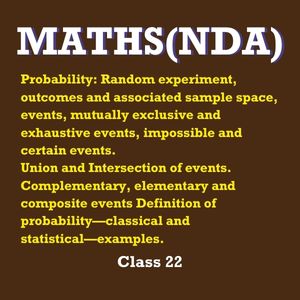 MATHS(NDA)
Probability: Random experiment,
outcomes and associated sample space,
events, mutually exclusive and
exhaustive events, impossible and
certain events.
Union and Intersection of events.
Complementary, elementary and
composite events Definition of
probability—classical and
statistical—examples.
Class 22